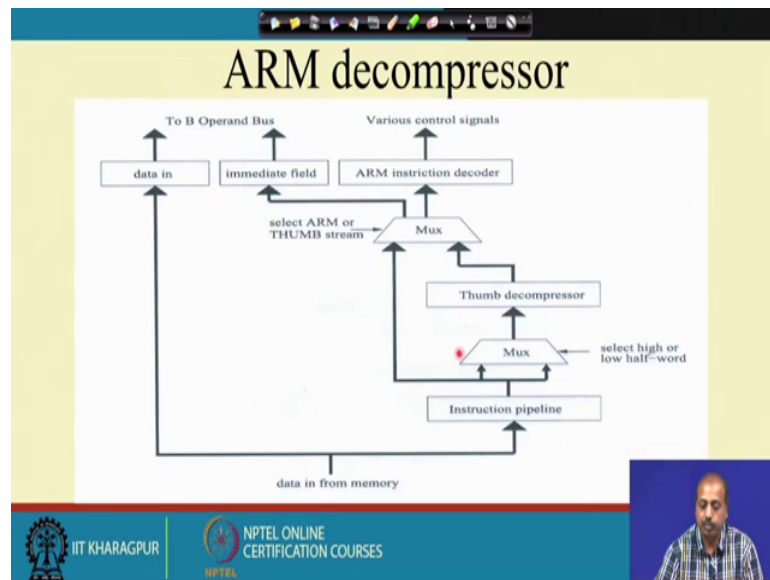 ARM decompressor
To B Operand Bus
Various control signals
data in
immediate field
ARM instriction decoder
select ARM or
THUMB stream
Mux
Thumb decompressor
Mux
select high or
low half-word
Instruction pipeline
data in from memory
IIT KHARAGPUR
NPTEL
NPTEL ONLINE
CERTIFICATION COURSES